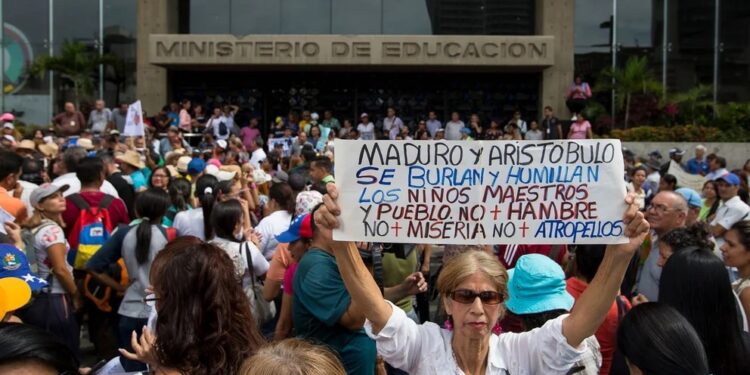 MINISTERIO DE EDUCACION
MADURO Y ARISTOBULO
SE BURLAN Y HUMILLAN
LOS NIÑOS MAESTROS
Y PUEBLO. NO + HAMBRE
NO + MISERIA NO + ATROPELLOS